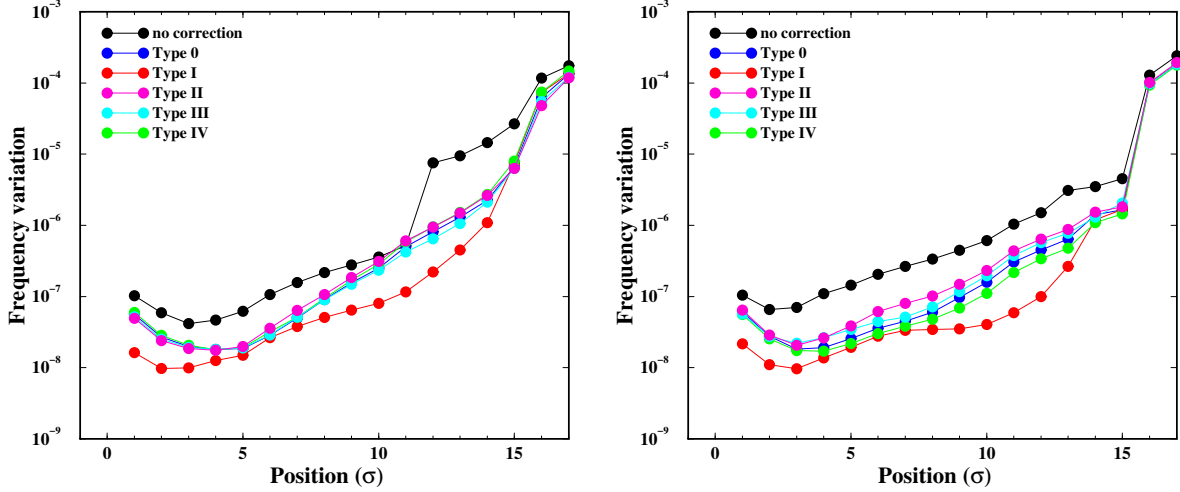 10⁻³
10⁻⁴
10⁻⁵
10⁻⁶
10⁻⁷
10⁻⁸
10⁻⁹
Frequency variation
no correction
Type 0
Type I
Type II
Type III
Type IV
0 5 10 15
Position (σ)
10⁻³
10⁻⁴
10⁻⁵
10⁻⁶
10⁻⁷
10⁻⁸
10⁻⁹
Frequency variation
no correction
Type 0
Type I
Type II
Type III
Type IV
0 5 10 15
Position (σ)